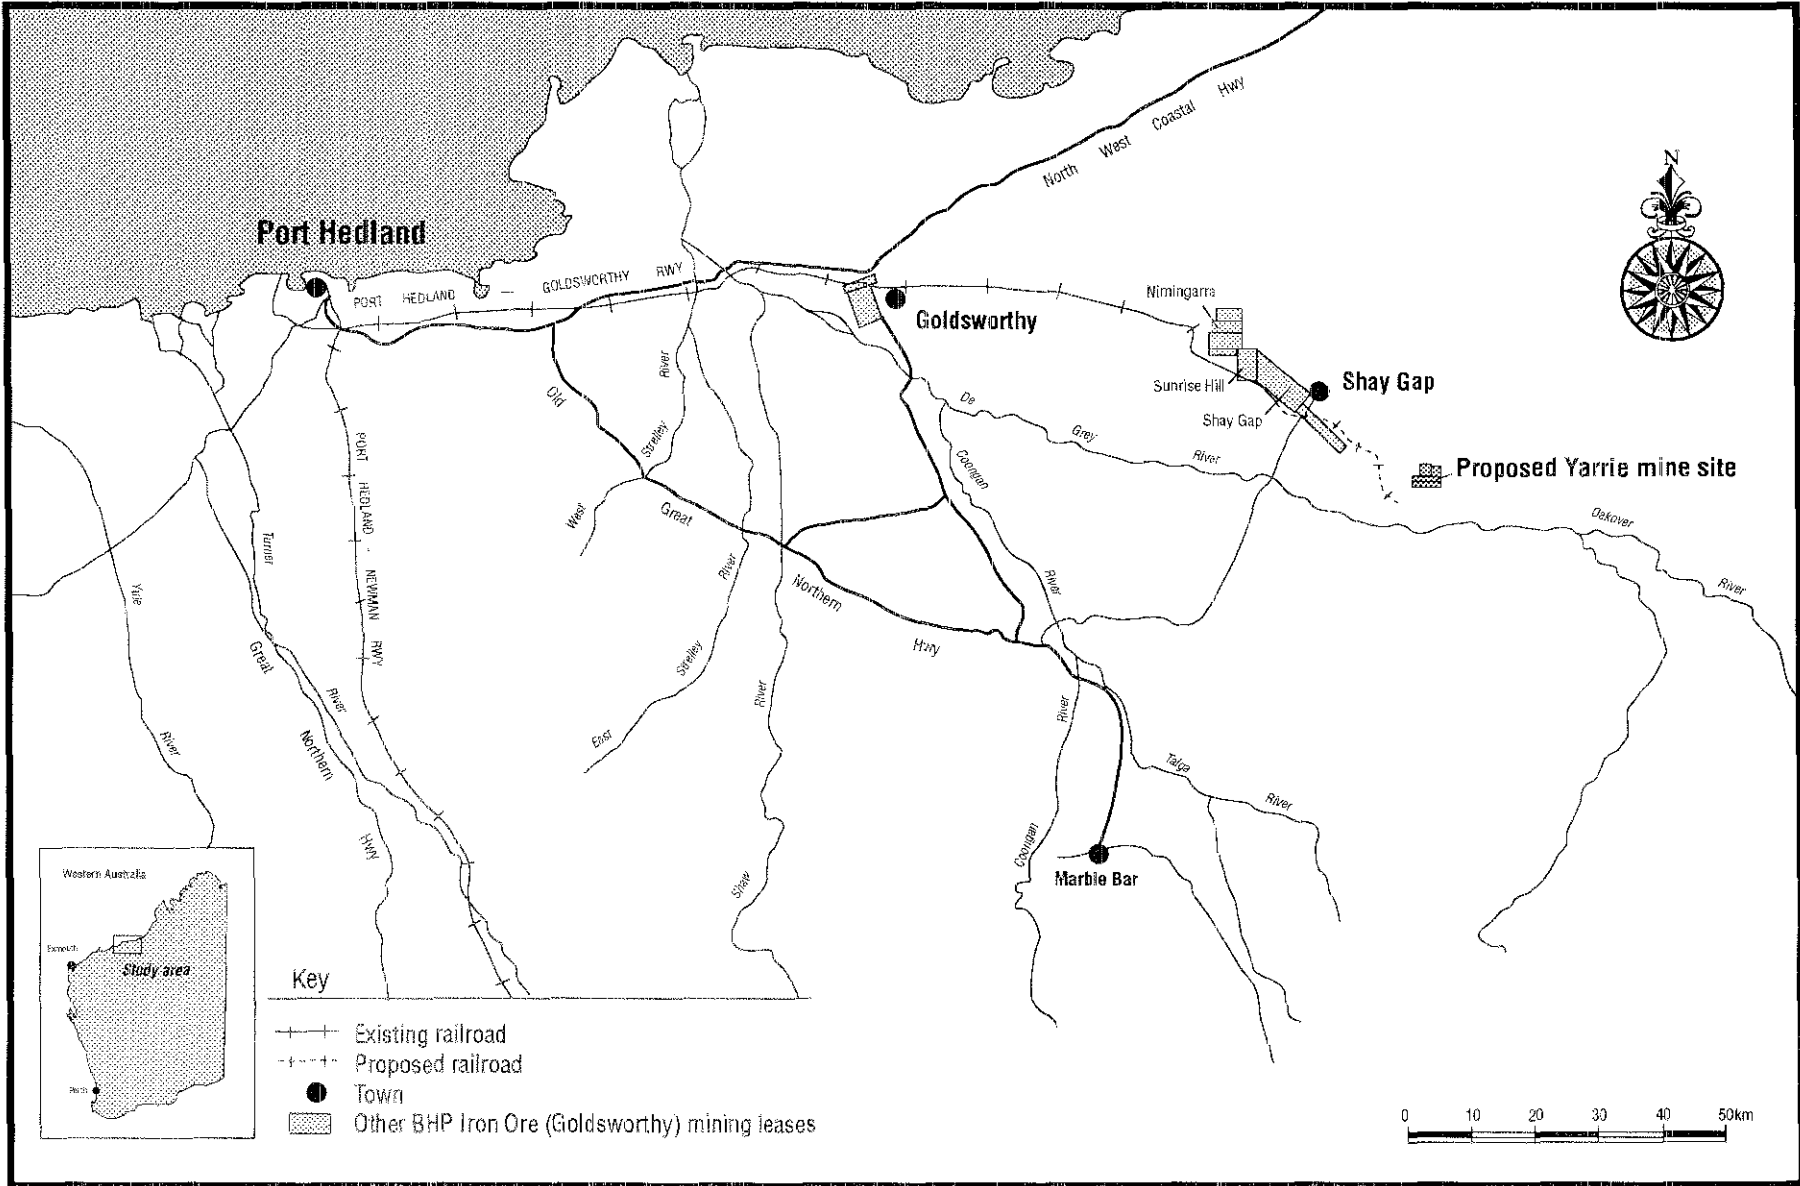 North West Coastal Hwy
N
Port Hedland
PORT HEDLAND - GOLDSWORTHY RWY
Nimingarra
Goldsworthy
Sunrise Hill
Shay Gap
Shay Gap
Proposed Yarrie mine site
De Grey River
Oakover River
Old Great Northern Hwy
West Strelley River
East Strelley River
Coongan River
Coongan River
Shaw River
Talga River
Marble Bar
PORT HEDLAND - NEWMAN RWY
Turner River
Great Northern Hwy
Yule River
Western Australia
Exmouth
Study area
Perth
Key
Existing railroad
Proposed railroad
Town
Other BHP Iron Ore (Goldsworthy) mining leases
0 10 20 30 40 50km